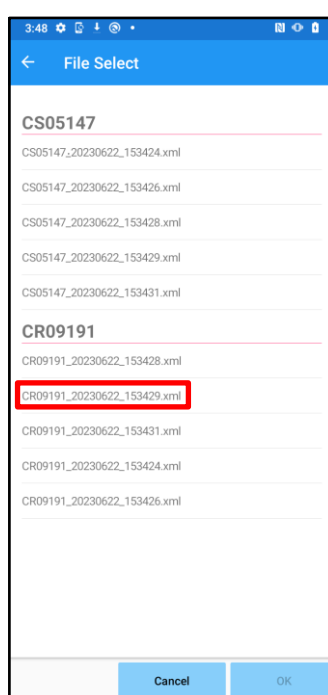 3:48
File Select
CS05147
CS05147_20230622_153424.xml
CS05147_20230622_153426.xml
CS05147_20230622_153428.xml
CS05147_20230622_153429.xml
CS05147_20230622_153431.xml
CR09191
CR09191_20230622_153428.xml
CR09191_20230622_153429.xml
CR09191_20230622_153431.xml
CR09191_20230622_153424.xml
CR09191_20230622_153426.xml
Cancel OK